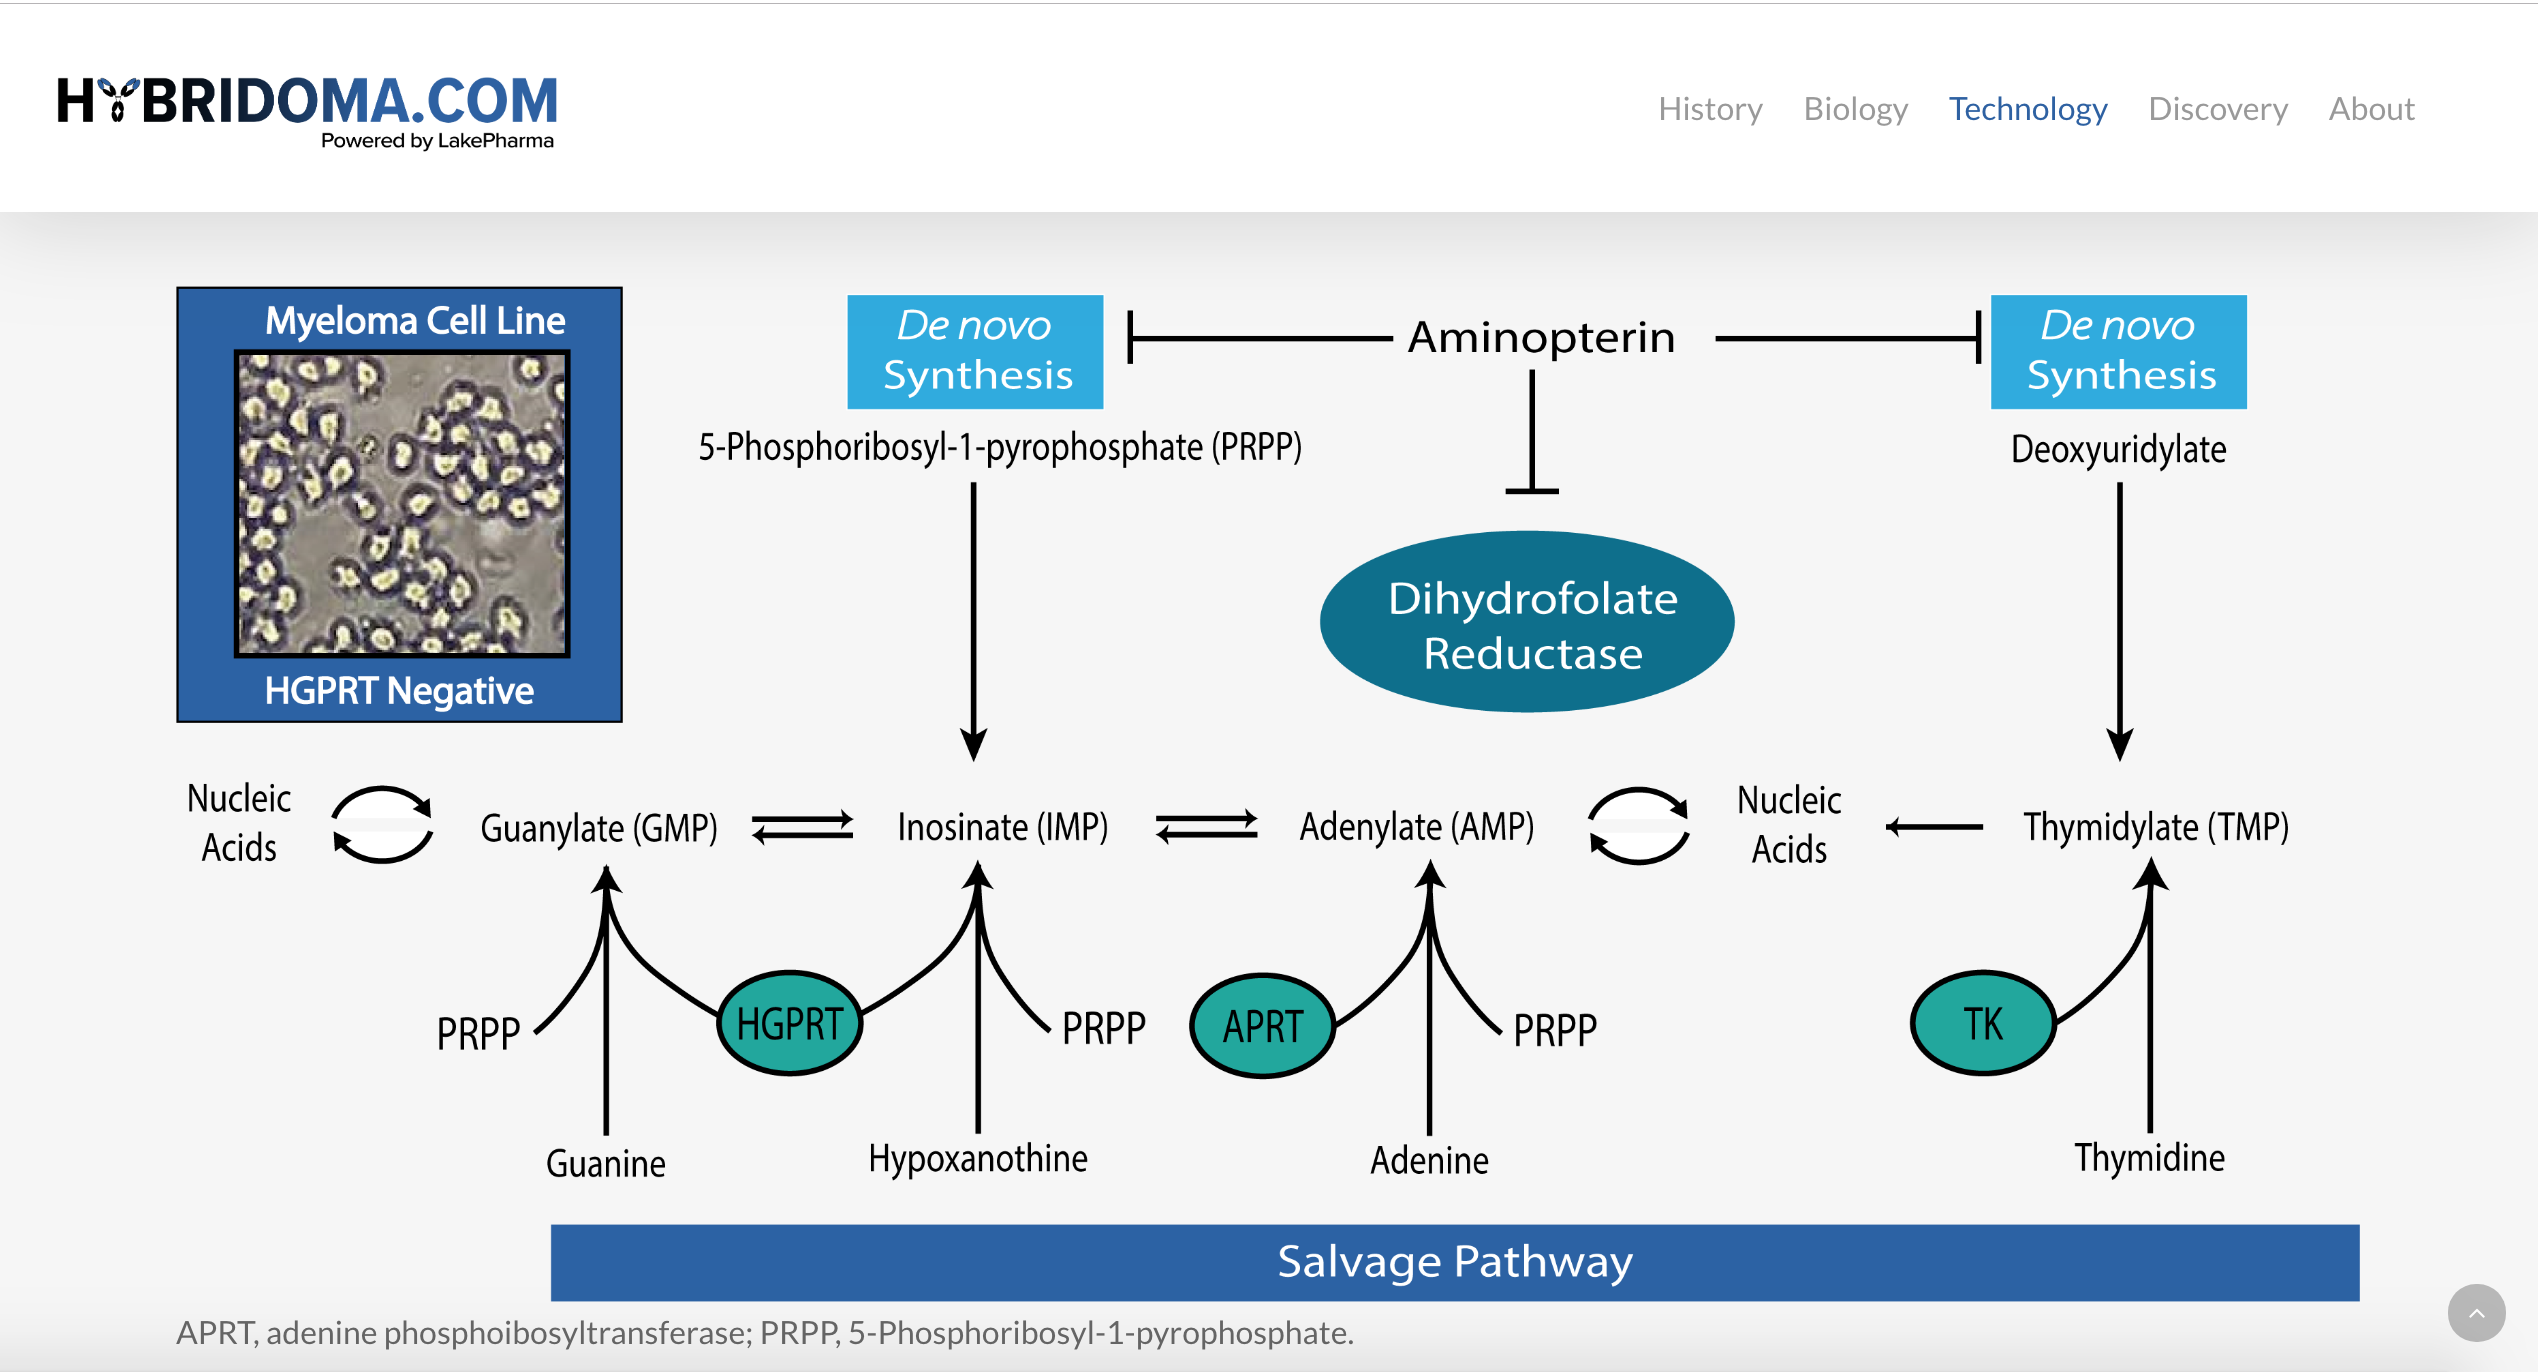 HYBRIDOMA.COM
Powered by LakePharma
History Biology Technology Discovery About
Myeloma Cell Line
HGPRT Negative
De novo
Synthesis
Aminopterin
De novo
Synthesis
5-Phosphoribosyl-1-pyrophosphate (PRPP)
Deoxyuridylate
Dihydrofolate
Reductase
Nucleic
Acids
Guanylate (GMP)
Inosinate (IMP)
Adenylate (AMP)
Nucleic
Acids
Thymidylate (TMP)
PRPP
HGPRT
PRPP
APRT
PRPP
TK
Guanine
Hypoxanothine
Adenine
Thymidine
Salvage Pathway
APRT, adenine phosphoibosyltransferase; PRPP, 5-Phosphoribosyl-1-pyrophosphate.